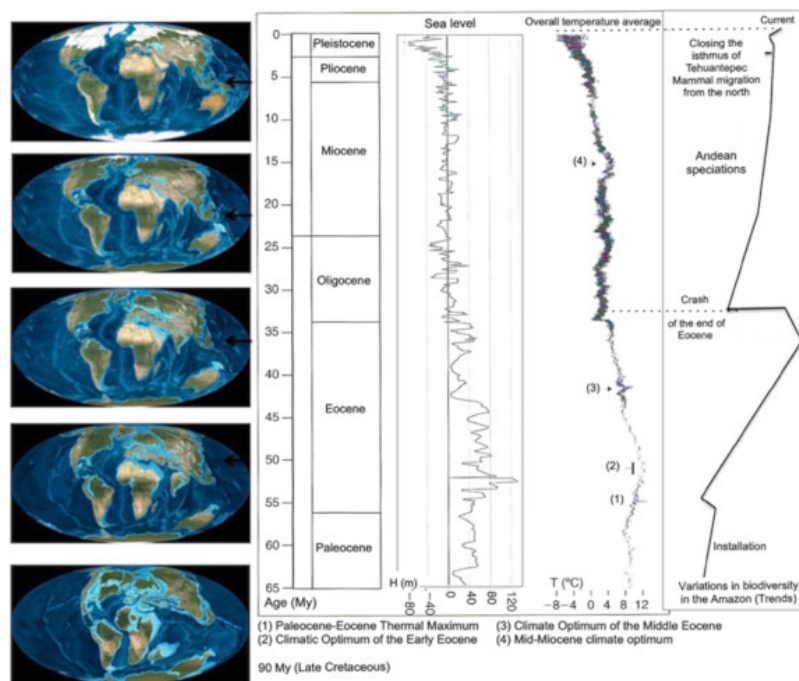 Sea level
Overall temperature average
Current
0
Pleistocene
Pliocene
5
10
Miocene
15
20
25
Oligocene
30
35
Eocene
40
45
50
55
Paleocene
60
65
Age (My)
H (m)
-80
-40
0
40
80
120
T (ºC)
-8
-4
0
4
8
12
(4)
(3)
(2)
(1)
Closing the
isthmus of
Tehuantepec
Mammal migration
from the north
Andean
speciations
Crash
of the end of
Eocene
Installation
Variations in biodiversity
in the Amazon (Trends)
(1) Paleocene-Eocene Thermal Maximum
(2) Climatic Optimum of the Early Eocene
(3) Climate Optimum of the Middle Eocene
(4) Mid-Miocene climate optimum
90 My (Late Cretaceous)